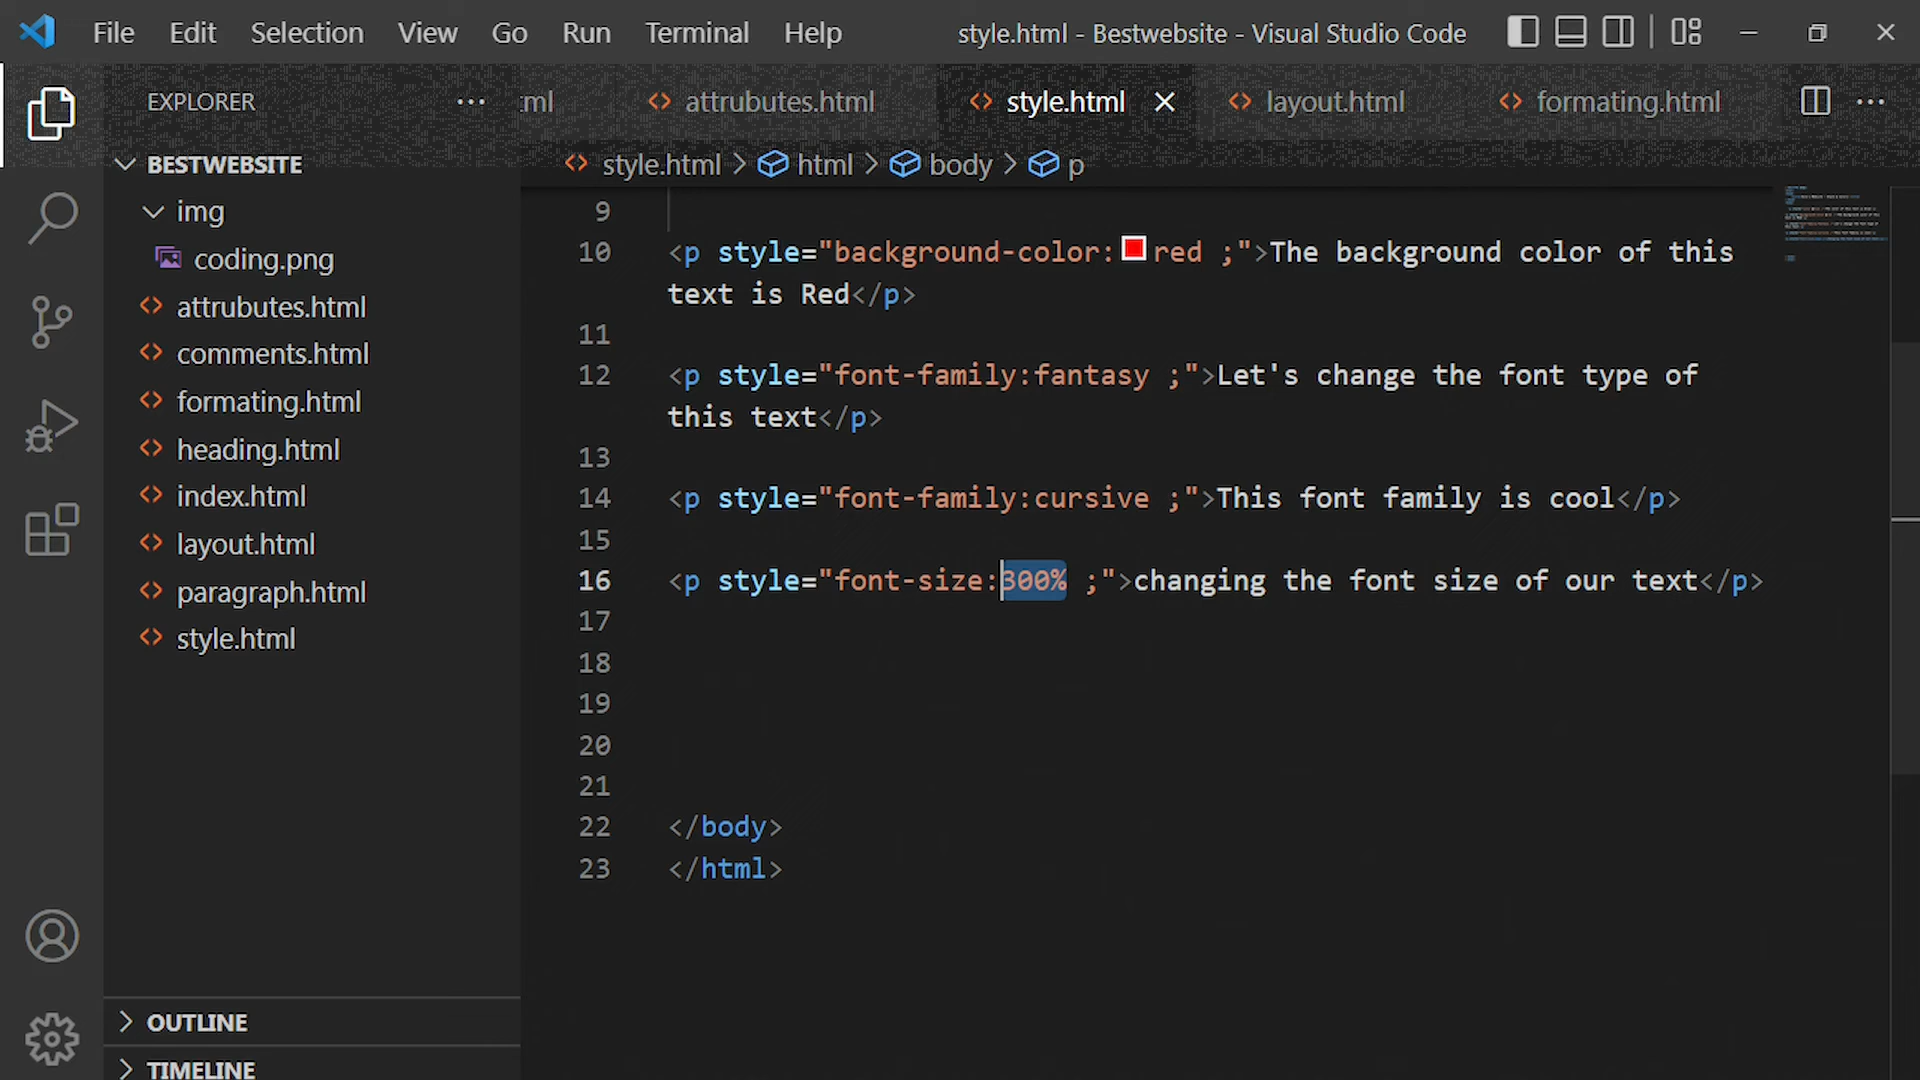 File Edit Selection View Go Run Terminal Help style.html - Bestwebsite - Visual Studio Code
EXPLORER ml attrubutes.html style.html layout.html formating.html
BESTWEBSITE
style.html > html > body > p
img
coding.png
attrubutes.html
comments.html
formating.html
heading.html
index.html
layout.html
paragraph.html
style.html
OUTLINE
TIMELINE
9
10 <p style="background-color:red ;">The background color of this
text is Red</p>
11
12 <p style="font-family:fantasy ;">Let's change the font type of
this text</p>
13
14 <p style="font-family:cursive ;">This font family is cool</p>
15
16 <p style="font-size:300% ;">changing the font size of our text</p>
17
18
19
20
21
22 </body>
23 </html>